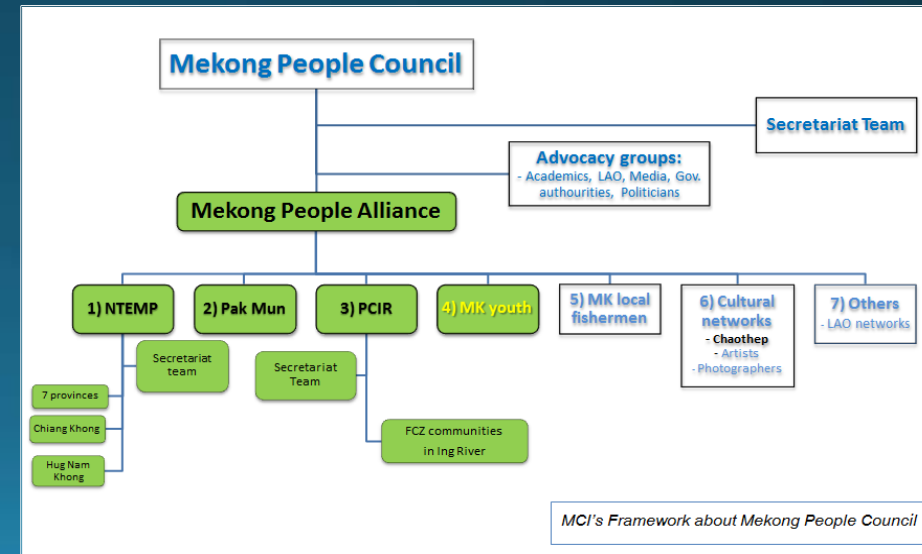 Mekong People Council
Secretariat Team
Advocacy groups:
- Academics, LAO, Media, Gov.
authourities, Politicians
Mekong People Alliance
1) NTEMP
2) Pak Mun
3) PCIR
4) MK youth
5) MK local
fishermen
6) Cultural
networks
- Chaothep
- Artists
- Photographers
7) Others
- LAO networks
Secretariat
team
7 provinces
Chiang Khong
Hug Nam
Khong
Secretariat
Team
FCZ communities
in Ing River
MCI's Framework about Mekong People Council